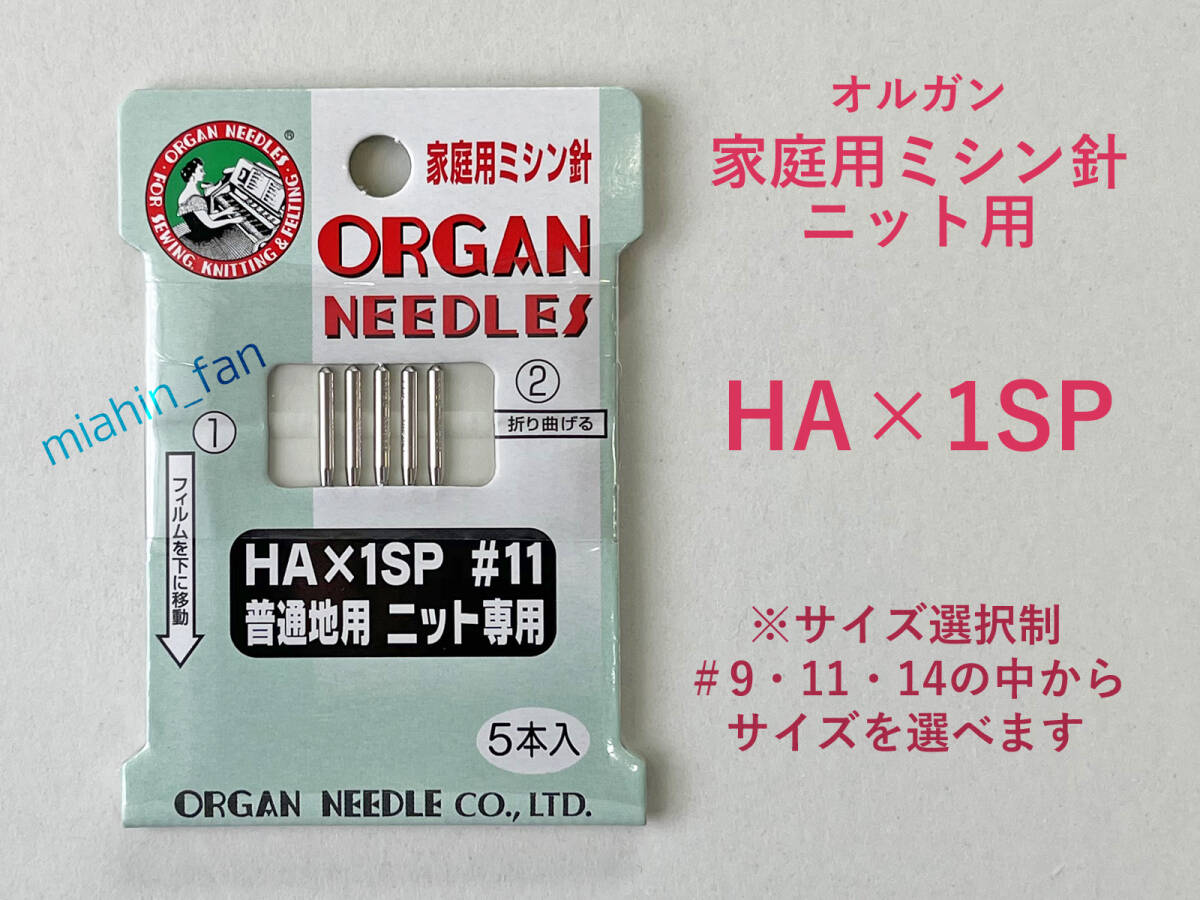 オルガン
家庭用ミシン針
ニット用
HA×1SP
※サイズ選択制
＃9・11・14の中から
サイズを選べます
ORGAN NEEDLES
FOR SEWING, KNITTING & FELTING
®
家庭用ミシン針
ORGAN
NEEDLES
miahin_fan
①
フィルムを下に移動
②
折り曲げる
HA×1SP #11
普通地用 ニット専用
5本入
ORGAN NEEDLE CO., LTD.